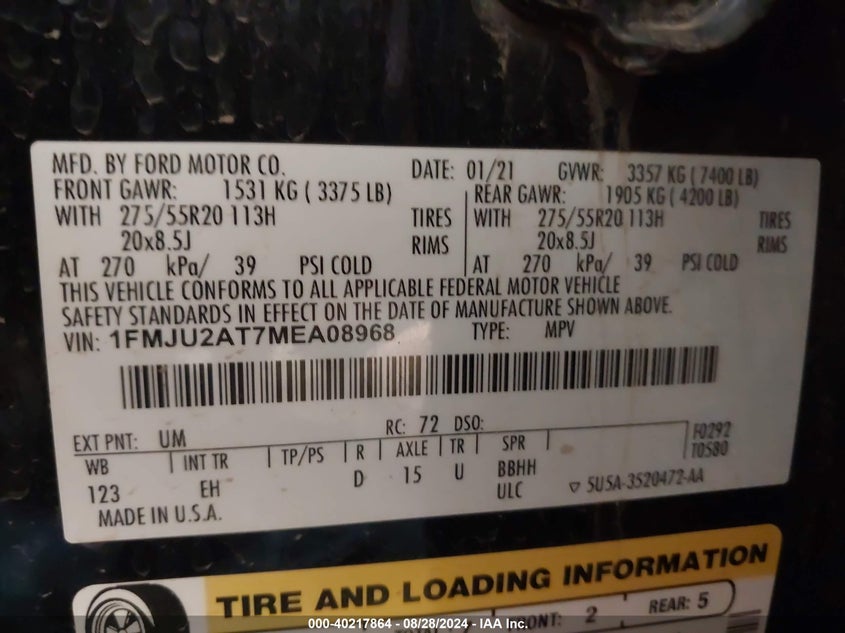 MFD. BY FORD MOTOR CO. DATE: 01/21 GVWR: 3357 KG ( 7400 LB)
FRONT GAWR: 1531 KG ( 3375 LB) REAR GAWR: 1905 KG ( 4200 LB)
WITH 275/55R20 113H TIRES WITH 275/55R20 113H TIRES
20x8.5J RIMS 20x8.5J RIMS
AT 270 kPa/ 39 PSI COLD AT 270 kPa/ 39 PSI COLD
THIS VEHICLE CONFORMS TO ALL APPLICABLE FEDERAL MOTOR VEHICLE
SAFETY STANDARDS IN EFFECT ON THE DATE OF MANUFACTURE SHOWN ABOVE.
VIN: 1FMJU2AT7MEA08968 TYPE: MPV
EXT PNT: UM RC: 72 DSO: F0292
T0580
WB INT TR TP/PS R AXLE TR SPR
123 EH D 15 U BBHH
ULC
5U5A-3520472-AA
MADE IN U.S.A.
TIRE AND LOADING INFORMATION
FRONT: 2 REAR: 5
000-40217864 - 08/28/2024 - IAA Inc.